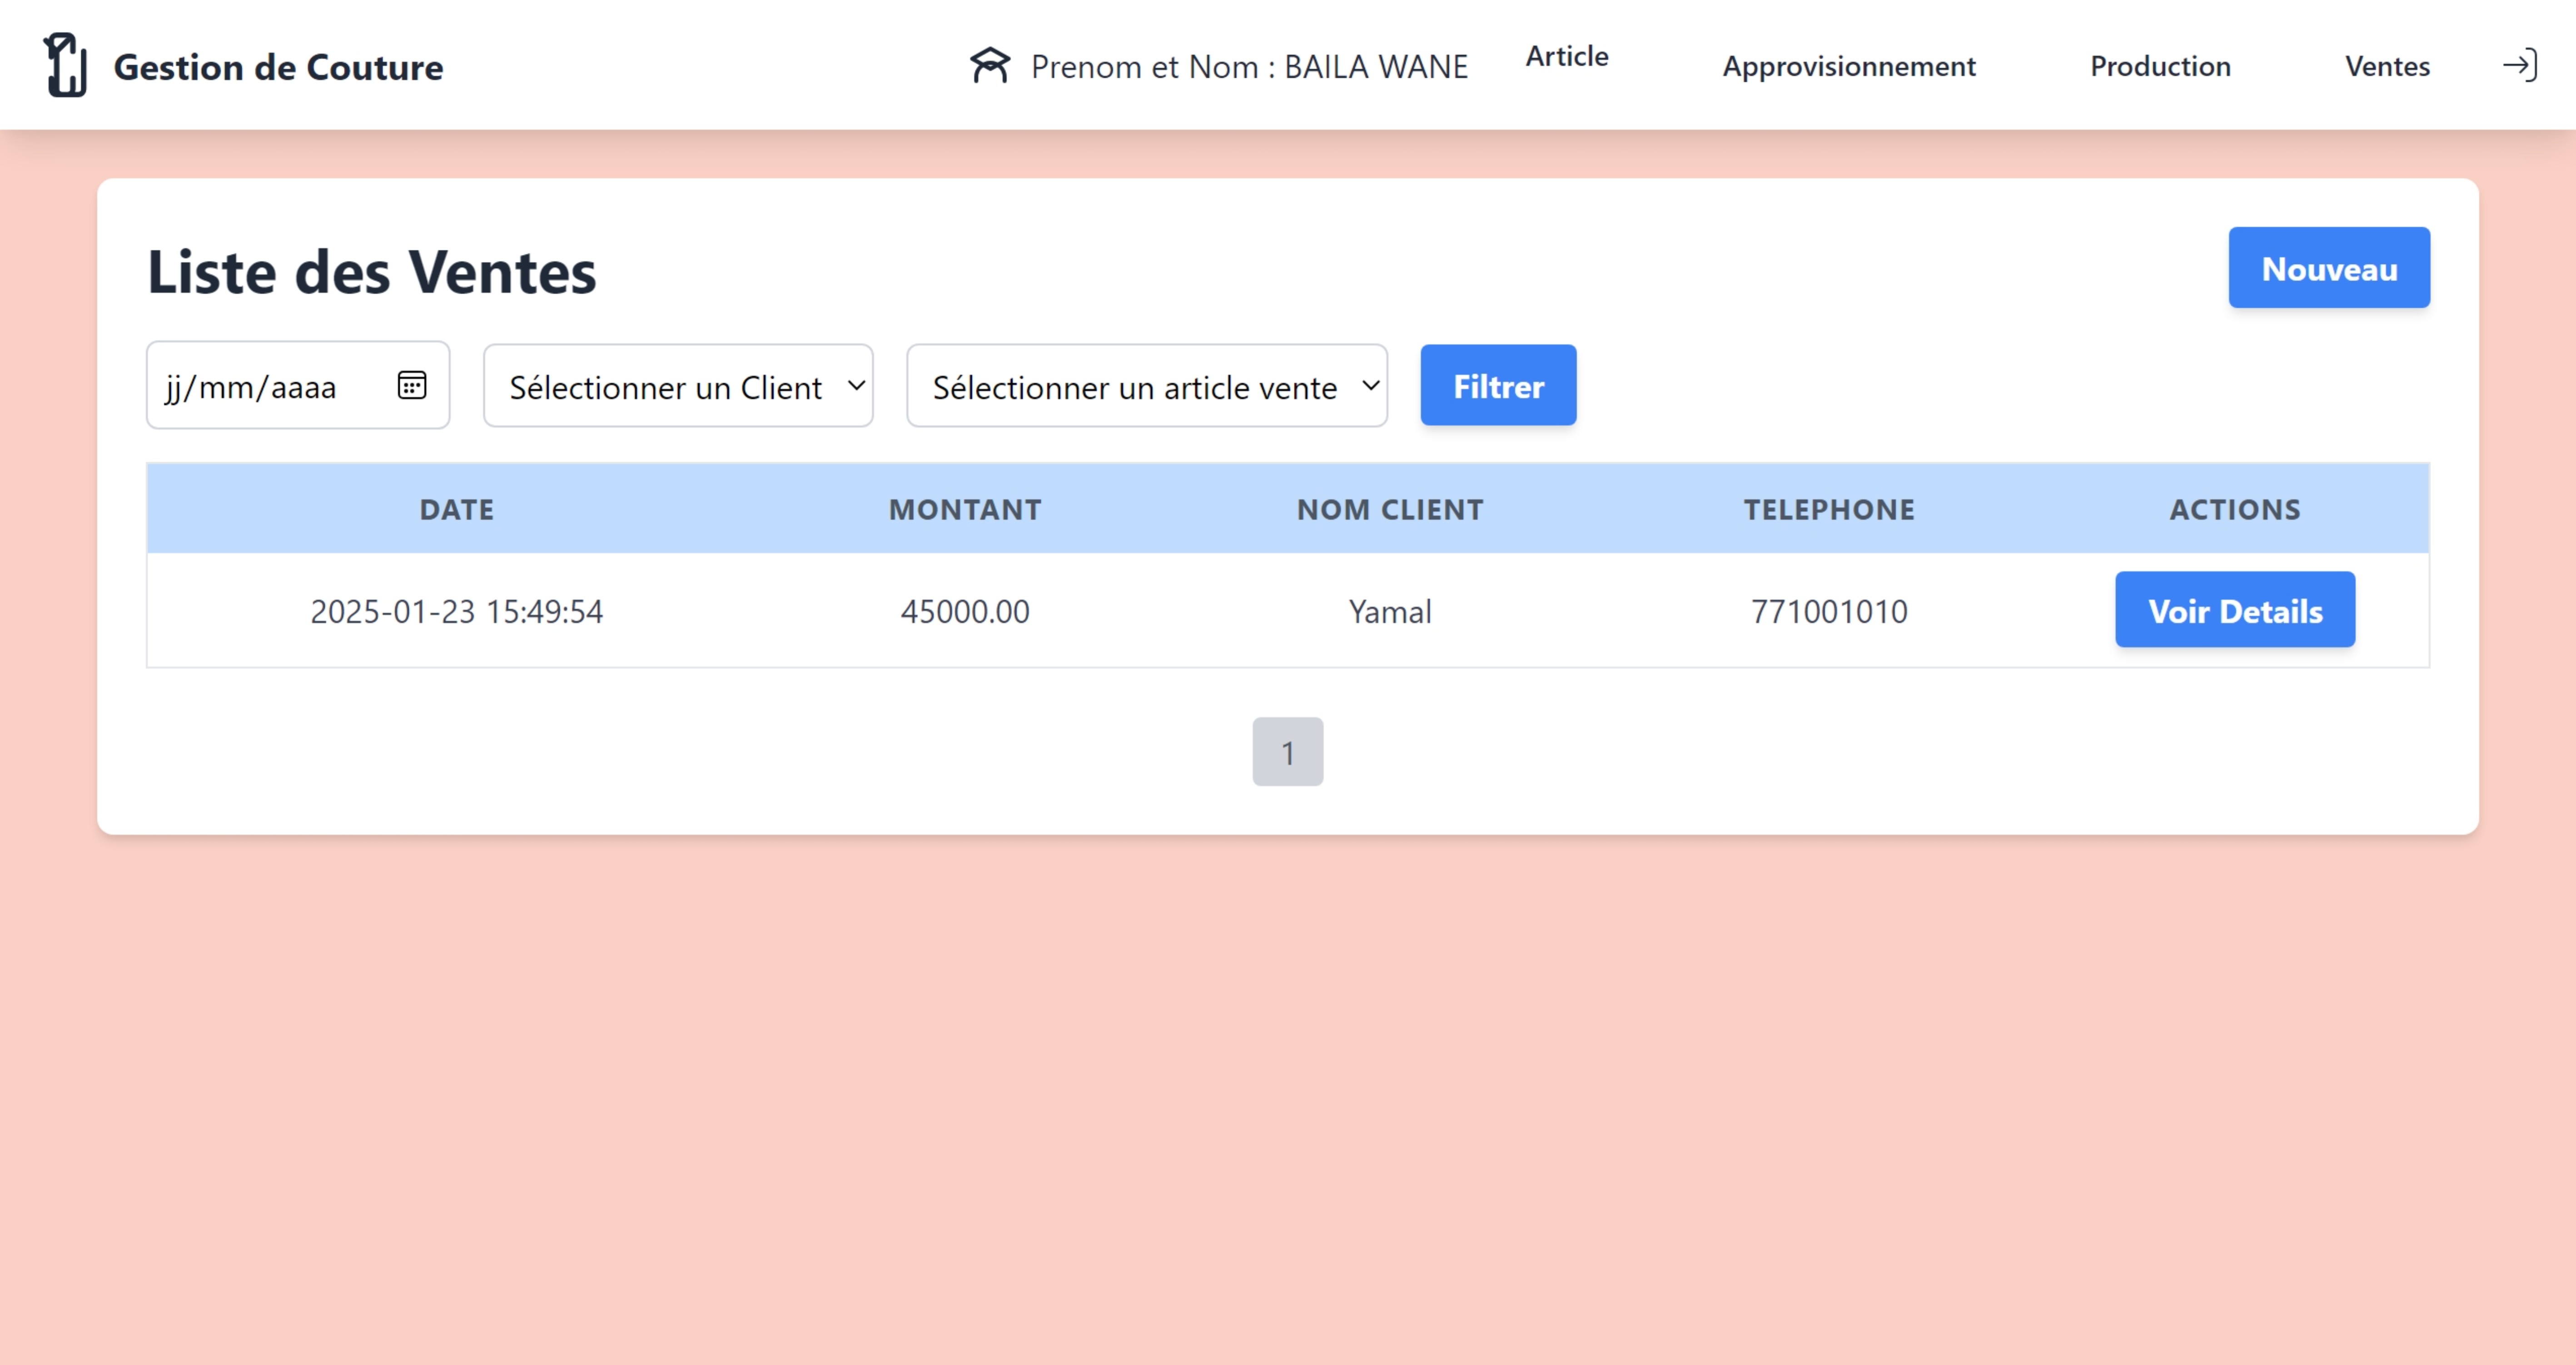 Gestion de Couture
Prenom et Nom : BAILA WANE
Article
Approvisionnement
Production
Ventes
Liste des Ventes
Nouveau
jj/mm/aaaa
Sélectionner un Client
Sélectionner un article vente
Filtrer
DATE MONTANT NOM CLIENT TELEPHONE ACTIONS
2025-01-23 15:49:54 45000.00 Yamal 771001010 Voir Details
1